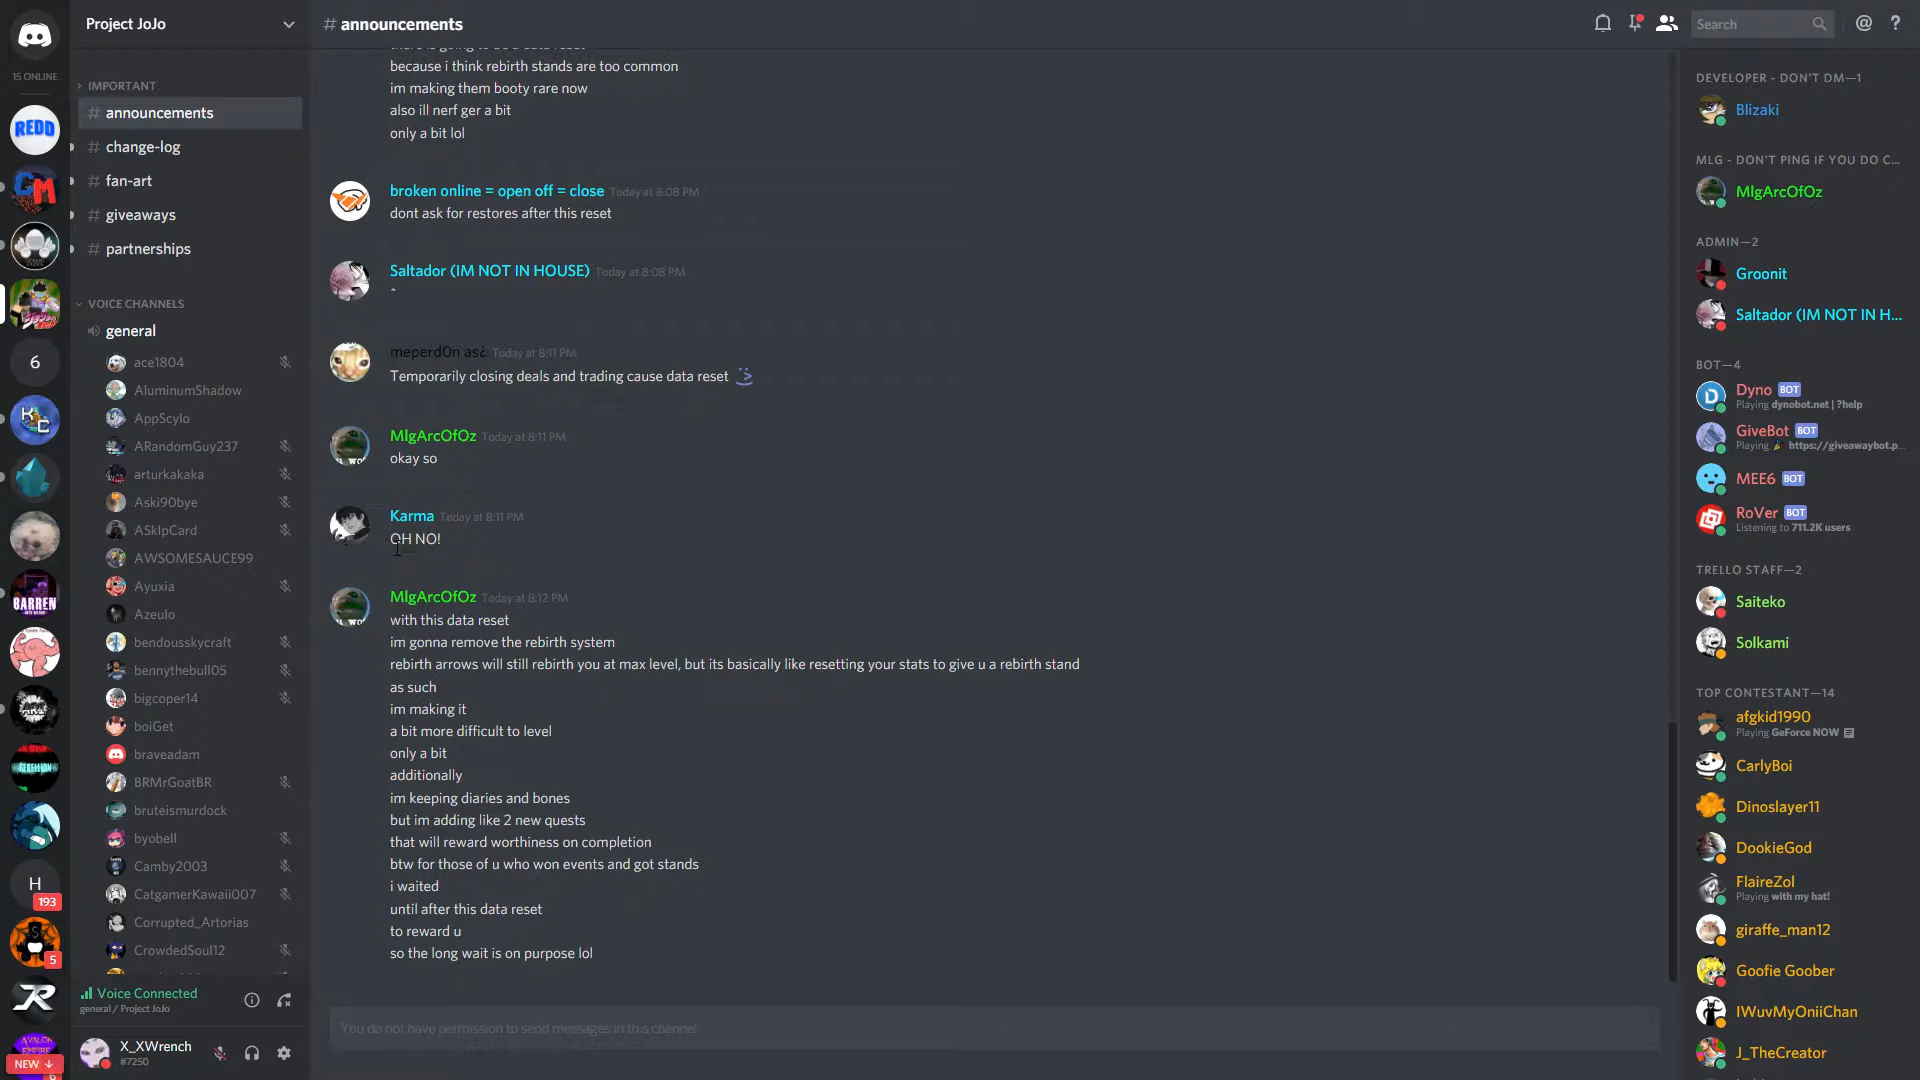 15 ONLINE
REDD
GM
6
KC
BARREN
REBELLION
H
193
5
JR
AVALON
EMPIRE
NEW ↓
Project JoJo
IMPORTANT
# announcements
# change-log
# fan-art
# giveaways
# partnerships
VOICE CHANNELS
general
ace1804
AluminumShadow
AppScylo
ARandomGuy237
arturkakaka
Aski90bye
ASkIpCard
AWSOMESAUCE99
Ayuxia
Azeulo
bendousskycraft
bennythebull05
bigcoper14
boiGet
braveadam
BRMrGoatBR
bruteismurdock
byobell
Camby2003
CatgamerKawaii007
Corrupted_Artorias
CrowdedSoul12
Voice Connected
general / Project JoJo
X_XWrench
#7250
# announcements
Search
because i think rebirth stands are too common
im making them booty rare now
also ill nerf ger a bit
only a bit lol
broken online = open off = close Today at 8:08 PM
dont ask for restores after this reset
Saltador (IM NOT IN HOUSE) Today at 8:08 PM
^
meperd0n as¿ Today at 8:11 PM
Temporarily closing deals and trading cause data reset
MlgArcOfOz Today at 8:11 PM
okay so
Karma Today at 8:11 PM
OH NO!
MlgArcOfOz Today at 8:12 PM
with this data reset
im gonna remove the rebirth system
rebirth arrows will still rebirth you at max level, but its basically like resetting your stats to give u a rebirth stand
as such
im making it
a bit more difficult to level
only a bit
additionally
im keeping diaries and bones
but im adding like 2 new quests
that will reward worthiness on completion
btw for those of u who won events and got stands
i waited
until after this data reset
to reward u
so the long wait is on purpose lol
You do not have permission to send messages in this channel
DEVELOPER - DON'T DM—1
Blizaki
MLG - DON'T PING IF YOU DO C...
MlgArcOfOz
ADMIN—2
Groonit
Saltador (IM NOT IN H...
BOT—4
Dyno BOT
Playing dynobot.net | ?help
GiveBot BOT
Playing 🎉 https://giveawaybot.p...
MEE6 BOT
RoVer BOT
Listening to 711.2K users
TRELLO STAFF—2
Saiteko
Solkami
TOP CONTESTANT—14
afgkid1990
Playing GeForce NOW
CarlyBoi
Dinoslayer11
DookieGod
FlaireZol
Playing with my hat!
giraffe_man12
Goofie Goober
IWuvMyOniiChan
J_TheCreator